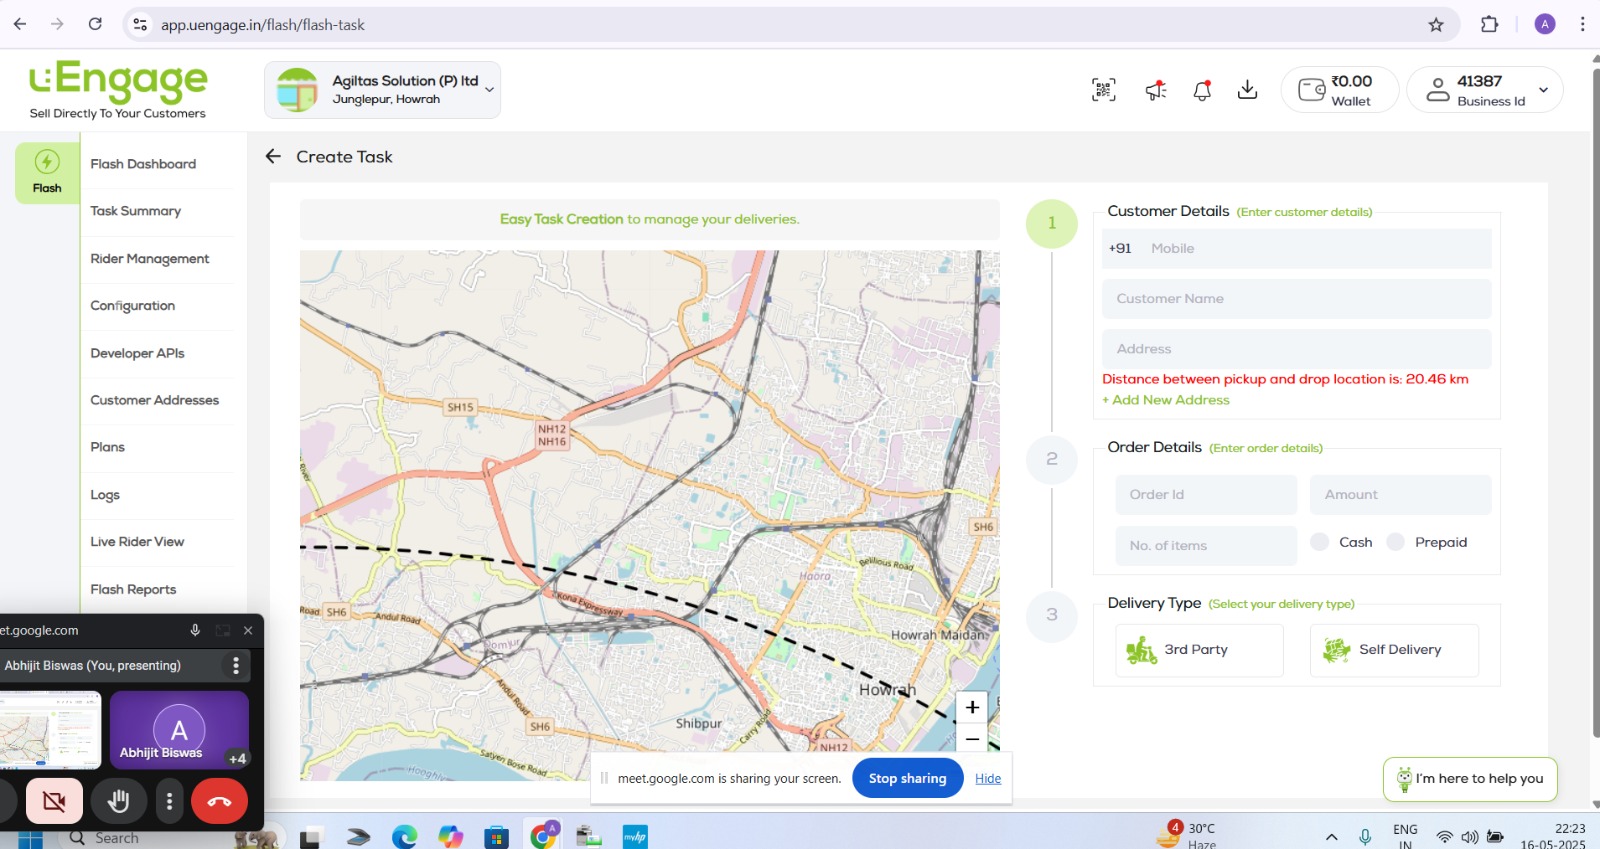 app.uengage.in/flash/flash-task
A
uEngage
Sell Directly To Your Customers
Agiltas Solution (P) ltd
Junglepur, Howrah
₹0.00
Wallet
41387
Business Id
Flash
Flash Dashboard
Task Summary
Rider Management
Configuration
Developer APIs
Customer Addresses
Plans
Logs
Live Rider View
Flash Reports
Create Task
Easy Task Creation to manage your deliveries.
SH15
NH12
NH16
SH6
Bellilious Road
Haora
Kona Expressway
Road
SH6
Andul Road
Domjur
Howrah Maidan
Howrah
Andul Road
SH6
Shibpur
Carry Road
NH12
Satyen Bose Road
Hooghly
+
−
1
Customer Details (Enter customer details)
+91 Mobile
Customer Name
Address
Distance between pickup and drop location is: 20.46 km
+ Add New Address
2
Order Details (Enter order details)
Order Id
Amount
No. of items
Cash
Prepaid
3
Delivery Type (Select your delivery type)
3rd Party
Self Delivery
I'm here to help you
et.google.com
Abhijit Biswas (You, presenting)
A
Abhijit Biswas
+4
meet.google.com is sharing your screen.
Stop sharing
Hide
Search
A
myhp
4
30°C
Haze
ENG
IN
22:23
16-05-2025